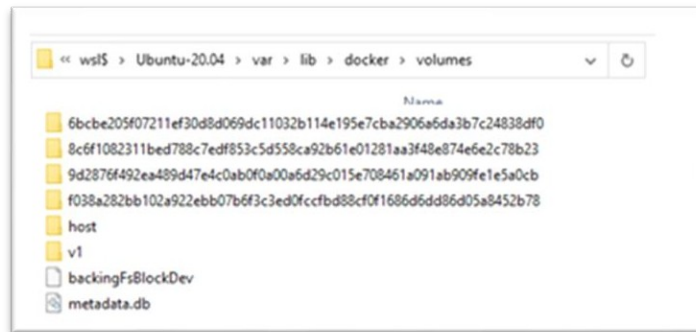 « wsl$ › Ubuntu-20.04 › var › lib › docker › volumes
Name
6bcbe205f07211ef30d8d069dc11032b114e195e7cba2906a6da3b7c24838df0
8c6f1082311bed788c7edf853c5d558ca92b61e01281aa3f48e874e6e2c78b23
9d2876f492ea489d47e4c0ab0f0a00a6d29c015e708461a091ab909fe1e5a0cb
f038a282bb102a922ebb07b6f3c3ed0fccfbd88cf0f1686d6dd86d05a8452b78
host
v1
backingFsBlockDev
metadata.db